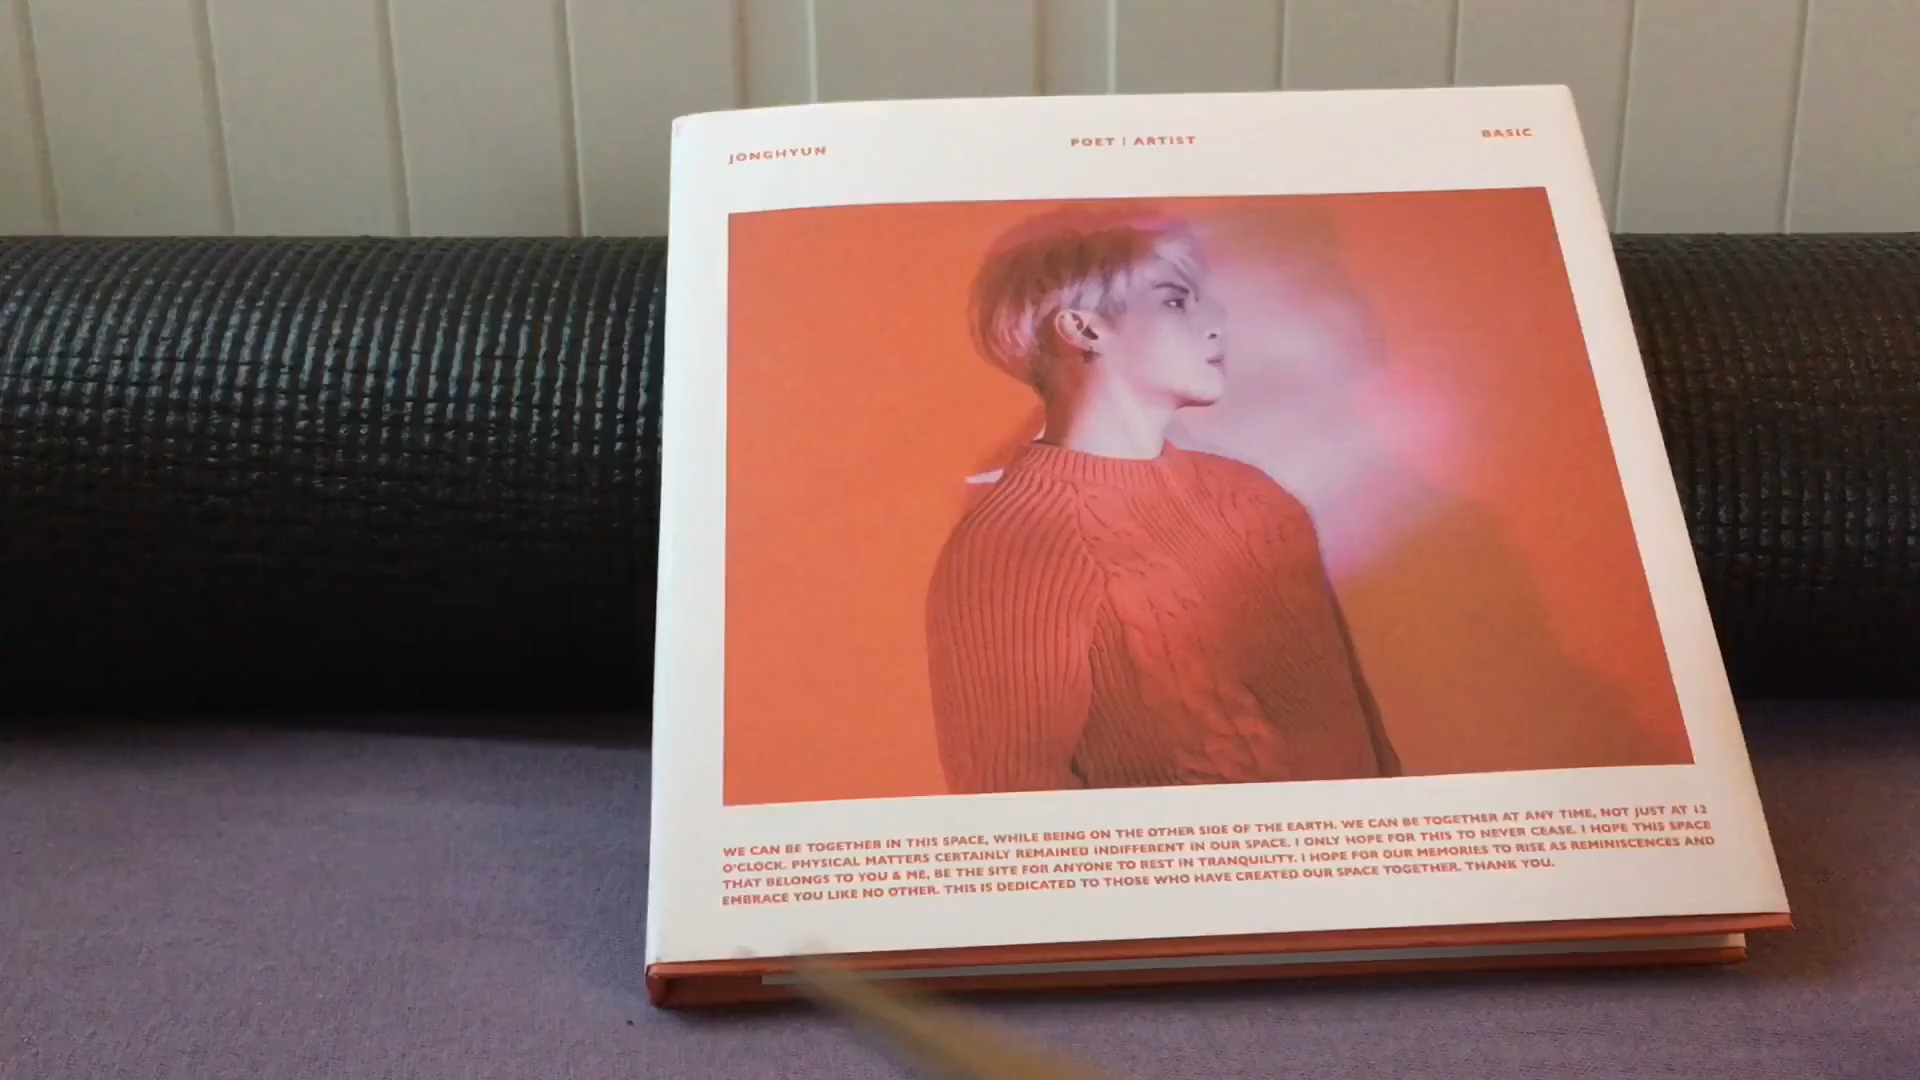 JONGHYUN
POET | ARTIST
BASIC
WE CAN BE TOGETHER IN THIS SPACE, WHILE BEING ON THE OTHER SIDE OF THE EARTH. WE CAN BE TOGETHER AT ANY TIME, NOT JUST AT 12
O'CLOCK. PHYSICAL MATTERS CERTAINLY REMAINED INDIFFERENT IN OUR SPACE. I ONLY HOPE FOR THIS TO NEVER CEASE. I HOPE THIS SPACE
THAT BELONGS TO YOU & ME, BE THE SITE FOR ANYONE TO REST IN TRANQUILITY. I HOPE FOR OUR MEMORIES TO RISE AS REMINISCENCES AND
EMBRACE YOU LIKE NO OTHER. THIS IS DEDICATED TO THOSE WHO HAVE CREATED OUR SPACE TOGETHER. THANK YOU.